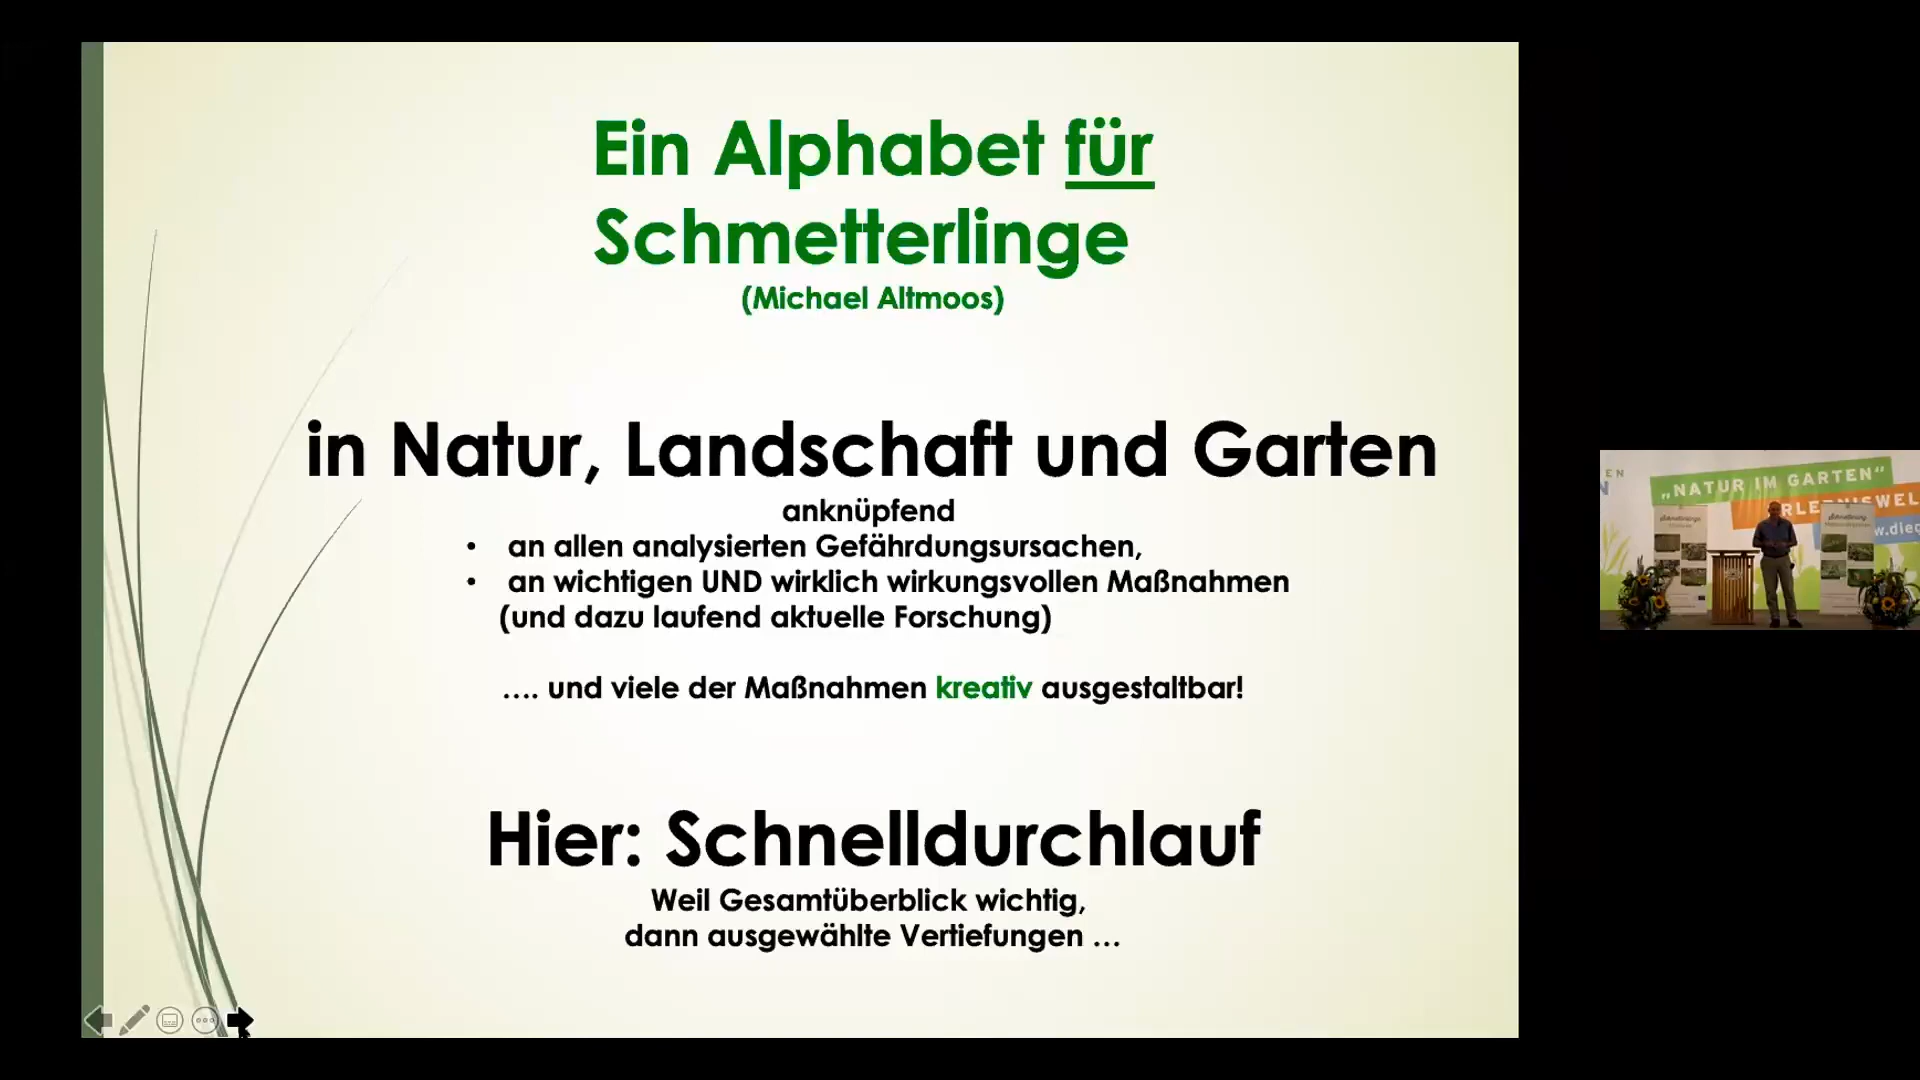 Ein Alphabet für
Schmetterlinge
(Michael Altmoos)
in Natur, Landschaft und Garten
anknüpfend
• an allen analysierten Gefährdungsursachen,
• an wichtigen UND wirklich wirkungsvollen Maßnahmen
(und dazu laufend aktuelle Forschung)
…. und viele der Maßnahmen kreativ ausgestaltbar!
Hier: Schnelldurchlauf
Weil Gesamtüberblick wichtig,
dann ausgewählte Vertiefungen …
„NATUR IM GARTEN“